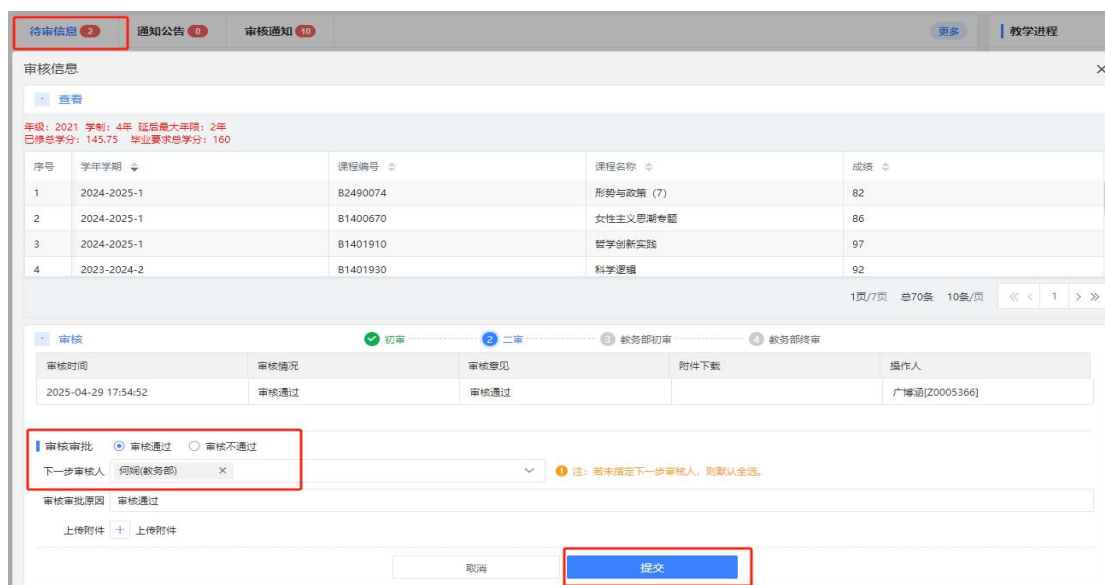 待审信息 2 通知公告 0 审核通知 10 更多 教学进程
审核信息 ×
- 查看
年级：2021 学制：4年 延后最大年限：2年
已修总学分：145.75 毕业要求总学分：160
序号 学年学期 课程编号 课程名称 成绩
1 2024-2025-1 B2490074 形势与政策（7） 82
2 2024-2025-1 B1400670 女性主义思潮专题 86
3 2024-2025-1 B1401910 哲学创新实践 97
4 2023-2024-2 B1401930 科学逻辑 92
1页/7页 总70条 10条/页 << < 1 > >>
- 审核 初审 2 二审 3 教务部初审 4 教务部终审
审核时间 审核情况 审核意见 附件下载 操作人
2025-04-29 17:54:52 审核通过 审核通过 广博涵[Z0005366]
审核审批 审核通过 审核不通过
下一步审核人 何娴(教务部) × 注：若未指定下一步审核人、则默认全选。
审核审批原因 审核通过
上传附件 + 上传附件
取消 提交